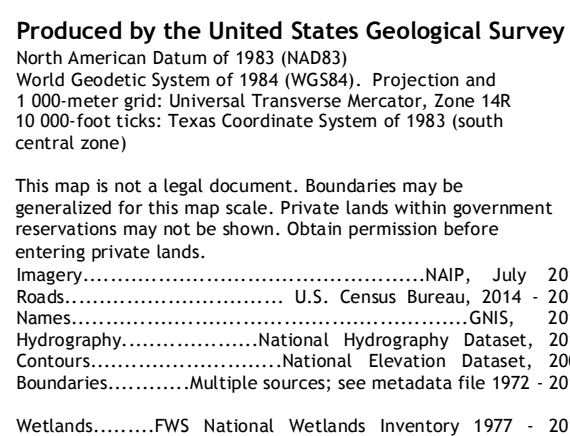 Produced by the United States Geological Survey
North American Datum of 1983 (NAD83)
World Geodetic System of 1984 (WGS84). Projection and
1 000-meter grid: Universal Transverse Mercator, Zone 14R
10 000-foot ticks: Texas Coordinate System of 1983 (south
central zone)
This map is not a legal document. Boundaries may be
generalized for this map scale. Private lands within government
reservations may not be shown. Obtain permission before
entering private lands.
Imagery..................................................NAIP, July 20
Roads................................ U.S. Census Bureau, 2014 - 20
Names..........................................................GNIS, 20
Hydrography....................National Hydrography Dataset, 20
Contours............................National Elevation Dataset, 20
Boundaries............Multiple sources; see metadata file 1972 - 20
Wetlands.........FWS National Wetlands Inventory 1977 - 20